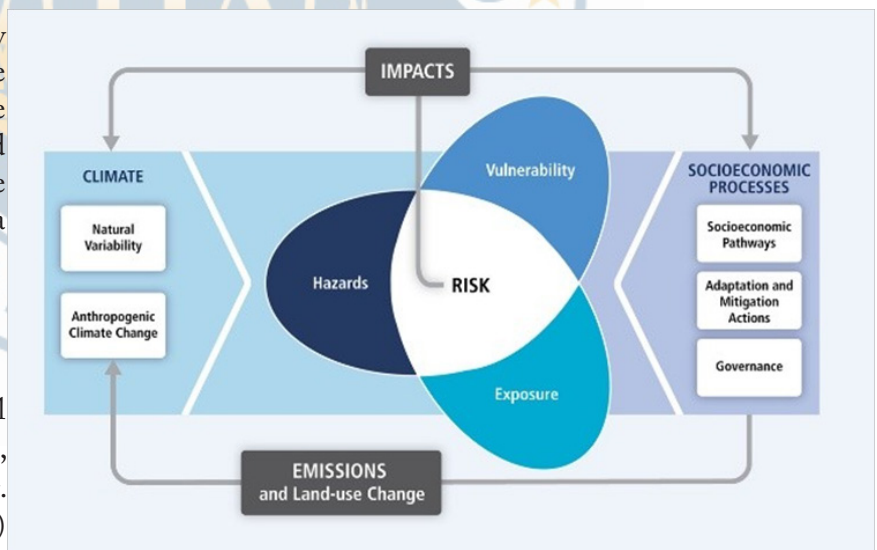 IMPACTS
CLIMATE
Natural
Variability
Anthropogenic
Climate Change
Hazards
Vulnerability
RISK
Exposure
SOCIOECONOMIC
PROCESSES
Socioeconomic
Pathways
Adaptation and
Mitigation
Actions
Governance
EMISSIONS
and Land-use Change